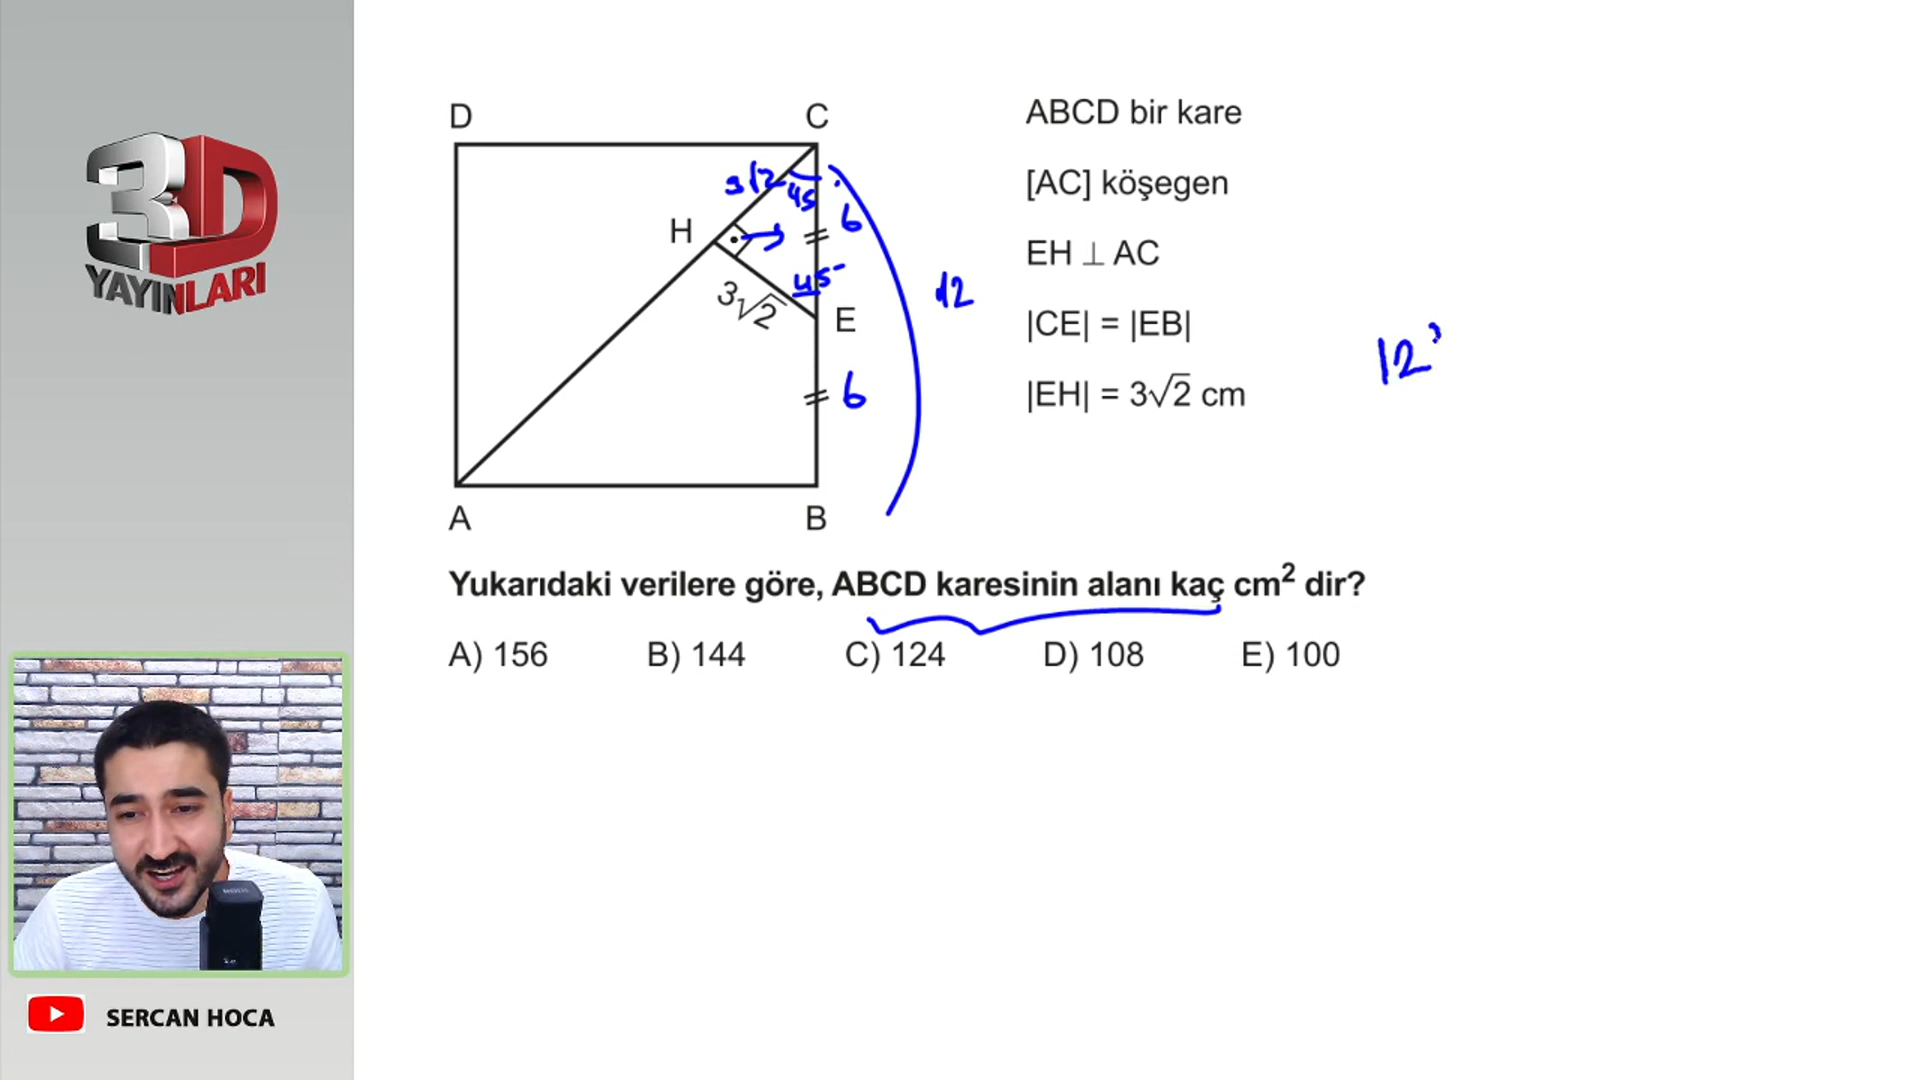 3D
YAYINLARI
D
C
3√2
45
H
6
45
3√2
E
12
6
A
B
ABCD bir kare
[AC] köşegen
EH ⊥ AC
|CE| = |EB|
|EH| = 3√2 cm
12
Yukarıdaki verilere göre, ABCD karesinin alanı kaç cm² dir?
A) 156 B) 144 C) 124 D) 108 E) 100
SERCAN HOCA